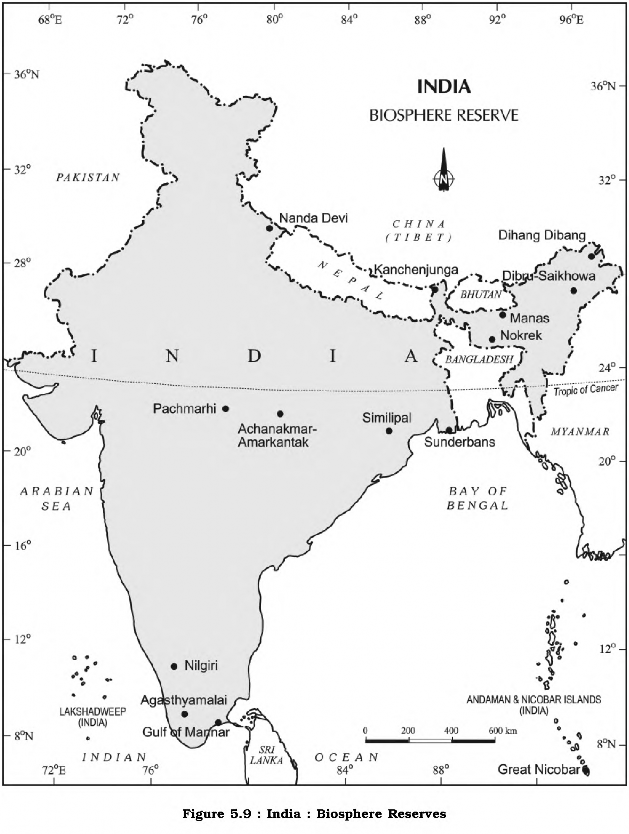 68°E 72° 76° 80° 84° 88° 92° 96°E
36°N 36°N
INDIA
BIOSPHERE RESERVE
N
32° 32°
PAKISTAN
Nanda Devi
CHINA
(TIBET)
Dihang Dibang
28°
NEPAL
Kanchenjunga
Dibru-Saikhowa
BHUTAN
Manas
Nokrek
I N D I A
BANGLADESH
24°
Tropic of Cancer
Pachmarhi
Achanakmar-
Amarkantak
Similipal
Sunderbans
MYANMAR
20° 20°
ARABIAN
SEA
BAY OF
BENGAL
16°
12° 12°
Nilgiri
Agasthyamalai
Gulf of Mannar
LAKSHADWEEP
(INDIA)
ANDAMAN & NICOBAR ISLANDS
(INDIA)
0 200 400 600 km
8°N 8°N
SRI
LANKA
INDIAN OCEAN
Great Nicobar
72°E 76° 84° 88° 92°E
Figure 5.9 : India : Biosphere Reserves